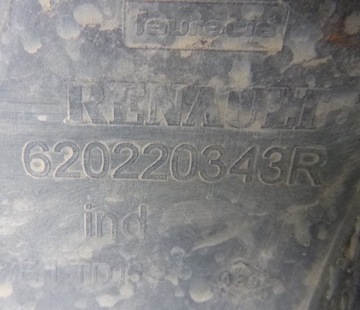 faurecia
RENAULT
620220343R
ind